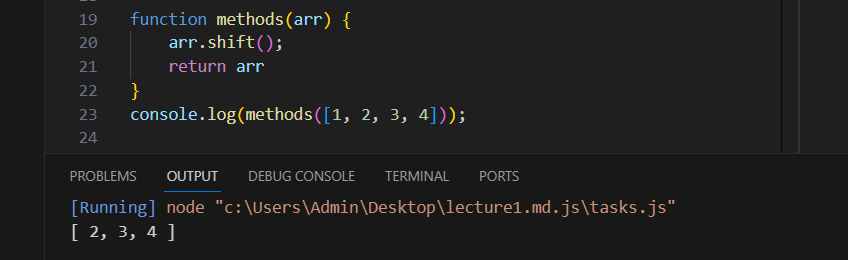 19 function methods(arr) {
20     arr.shift();
21     return arr
22 }
23 console.log(methods([1, 2, 3, 4]));
24
PROBLEMS OUTPUT DEBUG CONSOLE TERMINAL PORTS
[Running] node "c:\Users\Admin\Desktop\lecture1.md.js\tasks.js"
[ 2, 3, 4 ]